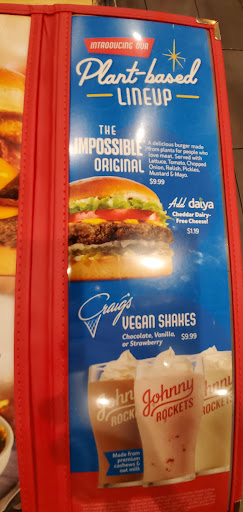 INTRODUCING OUR
Plant-based
LINEUP
THE
IMPOSSIBLE
ORIGINAL
A delicious burger made
from plants for people who
love meat. Served with
Lettuce, Tomato, Chopped
Onion, Relish, Pickles,
Mustard & Mayo.
$9.99
Add daiya
Cheddar Dairy-
Free Cheese!
$1.19
Craig's
VEGAN SHAKES
Chocolate, Vanilla,
or Strawberry
$9.99
Johnny
ROCKETS
Johnny
ROCKETS
ROCKETS
Made from
premium
cashews &
oat milk